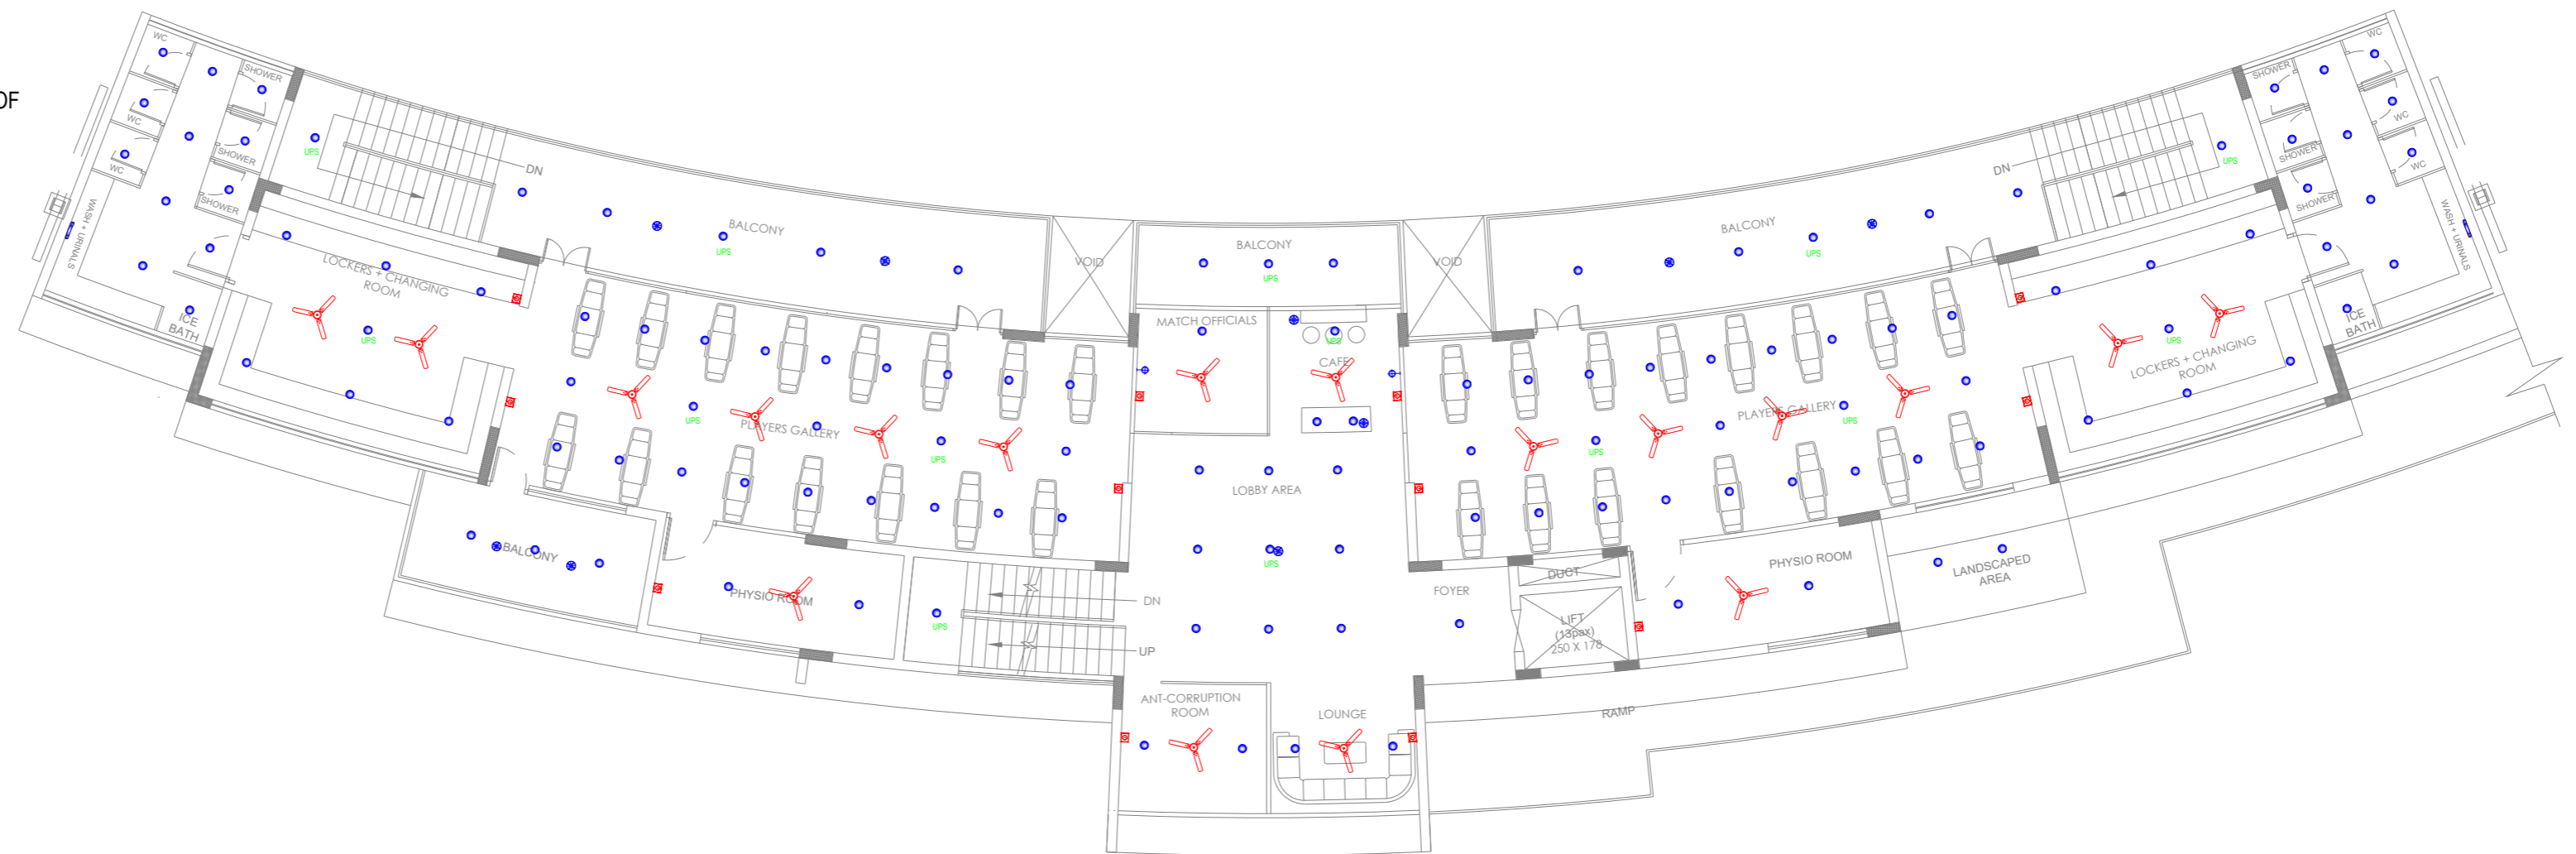 OF
WC
WC
WC
SHOWER
SHOWER
SHOWER
WASH + URINALS
ICE
BATH
UPS
DN
LOCKERS + CHANGING
ROOM
UPS
BALCONY
UPS
VOID
BALCONY
UPS
VOID
BALCONY
UPS
DN
UPS
SHOWER
SHOWER
SHOWER
WC
WC
WC
WASH + URINALS
ICE
BATH
LOCKERS + CHANGING
ROOM
UPS
MATCH OFFICIALS
UPS
CAFE
PLAYERS GALLERY
UPS
UPS
PLAYERS GALLERY
UPS
UPS
LOBBY AREA
UPS
BALCONY
PHYSIO ROOM
UPS
DN
UP
FOYER
DUCT
LIFT
(13pax)
250 X 178
PHYSIO ROOM
LANDSCAPED
AREA
ANT-CORRUPTION
ROOM
LOUNGE
RAMP